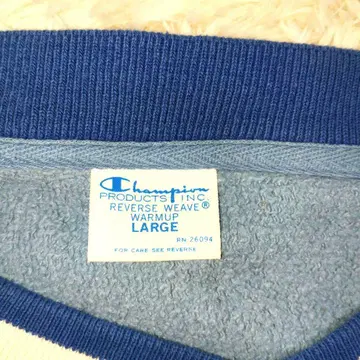 Champion
PRODUCTS INC.
REVERSE WEAVE®
WARMUP
LARGE
RN 26094
FOR CARE SEE REVERSE